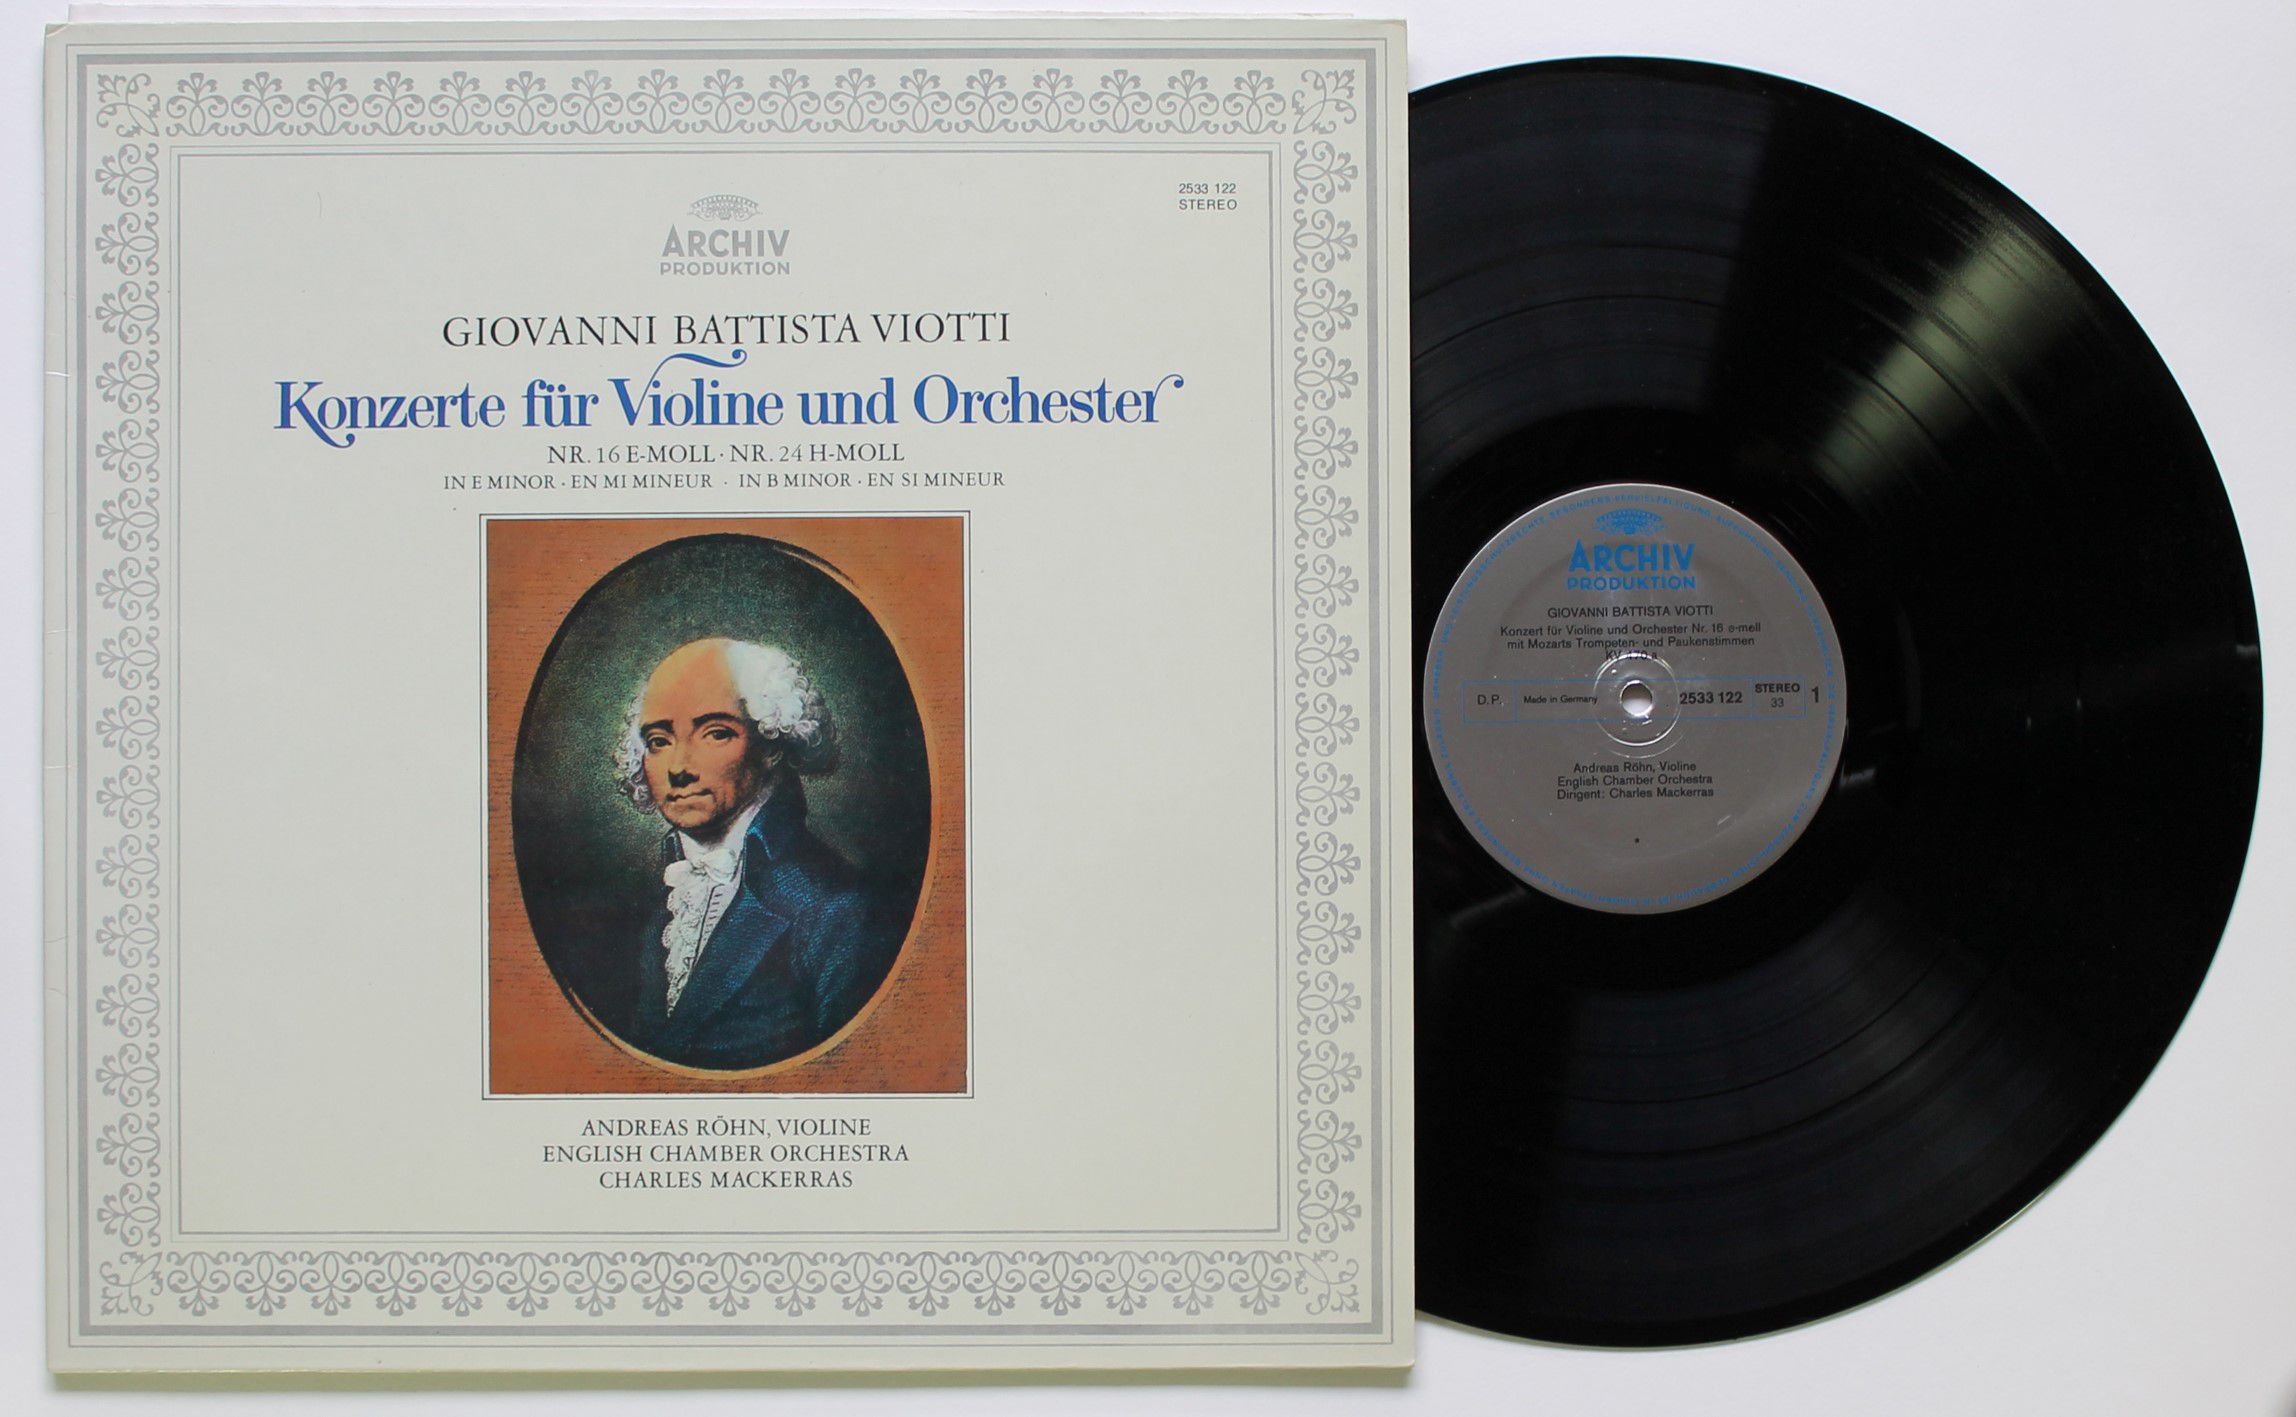 2533 122
STEREO
ARCHIV
PRODUKTION
GIOVANNI BATTISTA VIOTTI
Konzerte für Violine und Orchester
NR. 16 E-MOLL · NR. 24 H-MOLL
IN E MINOR · EN MI MINEUR · IN B MINOR · EN SI MINEUR
ANDREAS RÖHN, VIOLINE
ENGLISH CHAMBER ORCHESTRA
CHARLES MACKERRAS
ARCHIV
PRODUKTION
GIOVANNI BATTISTA VIOTTI
Konzert für Violine und Orchester Nr. 16 e-moll
mit Mozarts Trompeten- und Paukenstimmen
KV 470 a
D.P. Made in Germany 2533 122 STEREO 33 1
Andreas Röhn, Violine
English Chamber Orchestra
Dirigent: Charles Mackerras